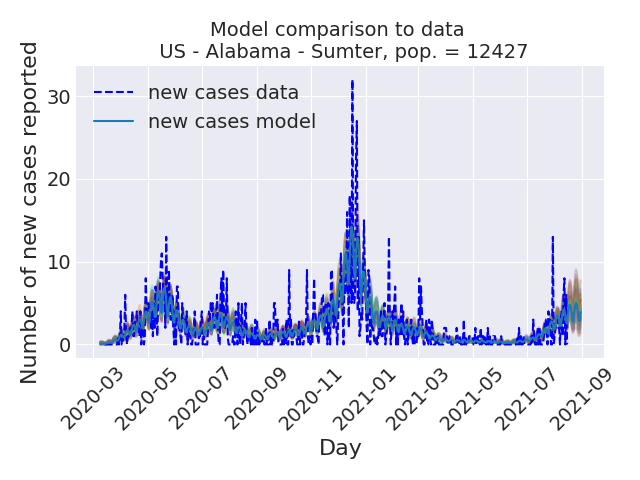 Model comparison to data
US - Alabama - Sumter, pop. = 12427
Number of new cases reported
30
20
10
0
new cases data
new cases model
2020-03
2020-05
2020-07
2020-09
2020-11
2021-01
2021-03
2021-05
2021-07
2021-09
Day